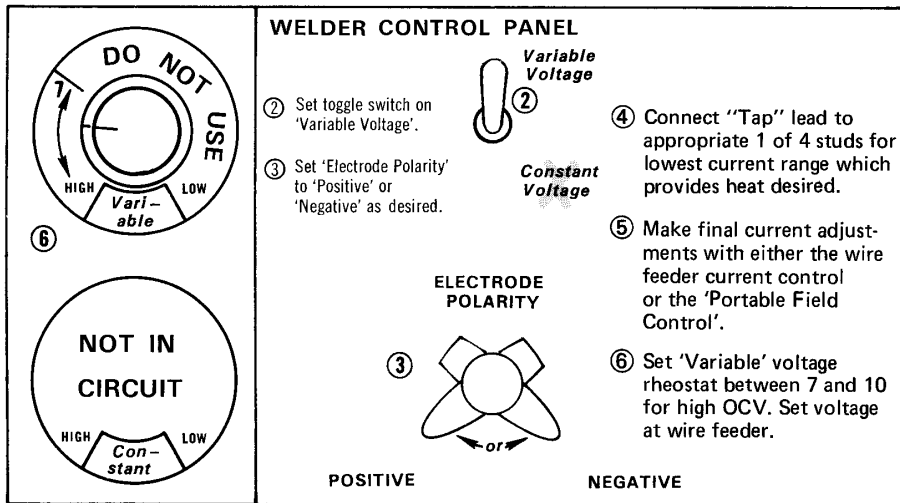 DO NOT USE
7
HIGH
LOW
Vari-
able
⑥
NOT IN
CIRCUIT
HIGH
LOW
Con-
stant
WELDER CONTROL PANEL
Variable
Voltage
②
② Set toggle switch on
'Variable Voltage'.
③ Set 'Electrode Polarity'
to 'Positive' or
'Negative' as desired.
Constant
Voltage
ELECTRODE
POLARITY
③
or
POSITIVE
NEGATIVE
④ Connect "Tap" lead to
appropriate 1 of 4 studs for
lowest current range which
provides heat desired.
⑤ Make final current adjust-
ments with either the wire
feeder current control
or the 'Portable Field
Control'.
⑥ Set 'Variable' voltage
rheostat between 7 and 10
for high OCV. Set voltage
at wire feeder.